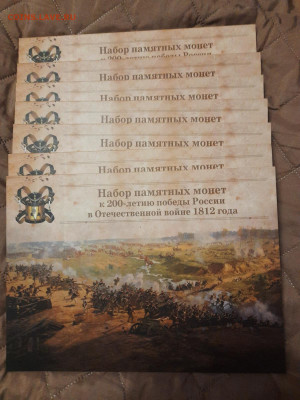 Набор памятных монет
Набор памятных монет
Набор памятных монет
Набор памятных монет
Набор памятных монет
Набор памятных монет
Набор памятных монет
к 200-летию победы России
в Отечественной войне 1812 года